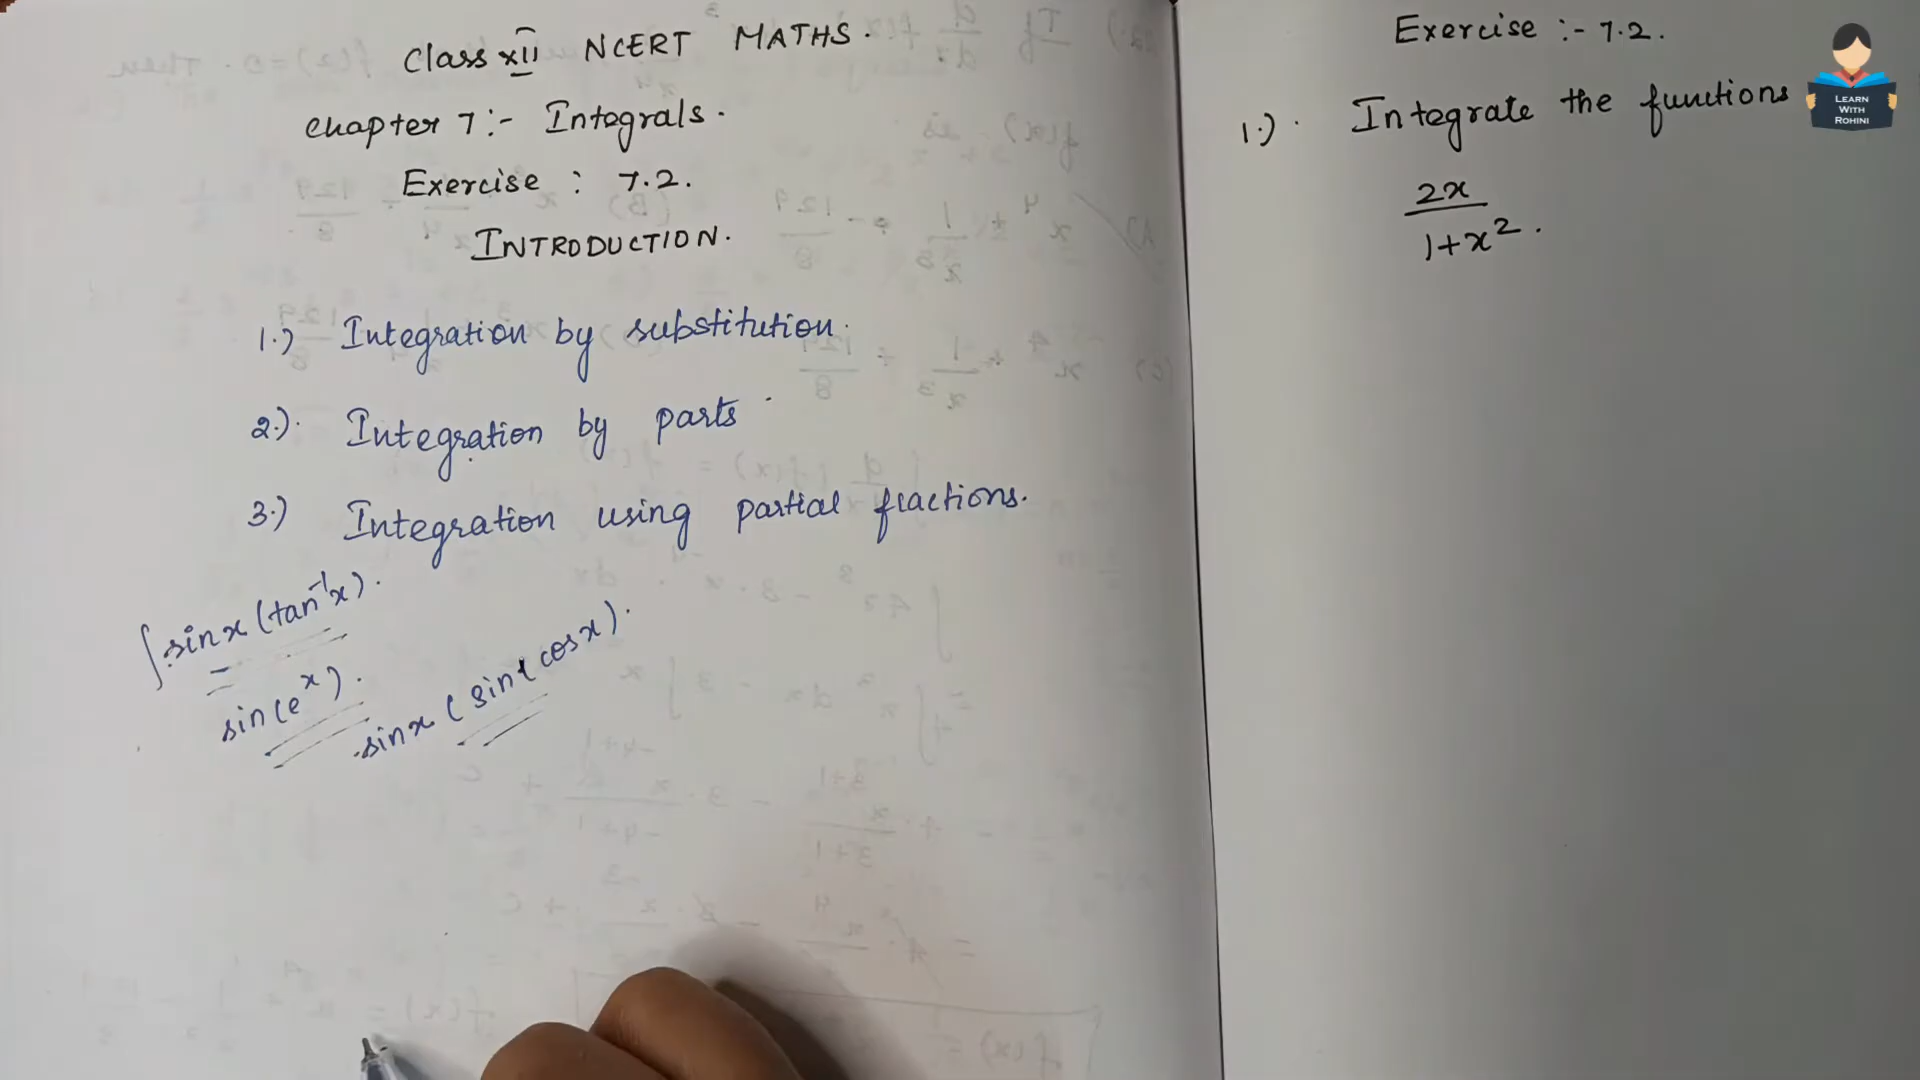 Class XII NCERT MATHS.
Chapter 7:- Integrals.
Exercise : 7.2.
INTRODUCTION.
1.) Integration by substitution.
2.). Integration by parts
3.) Integration using partial fractions.
∫sinx(tan⁻¹x).
sin(eˣ).
sinx(sint cosx).
Exercise :- 7.2.
1.). Integrate the functions
2x
1+x².
LEARN
WITH
ROHINI